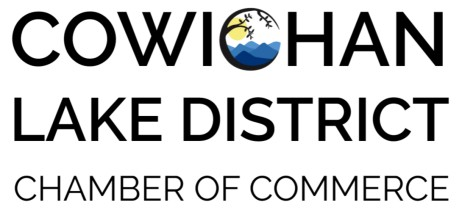 COWICHAN
LAKE DISTRICT
CHAMBER OF COMMERCE